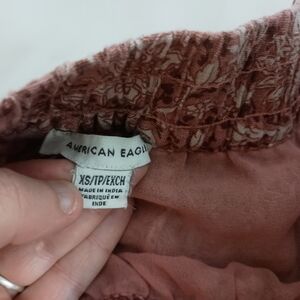 AMERICAN EAGLE
XS/TP/EXCH
MADE IN INDIA
FABRIQUÉ EN
INDE